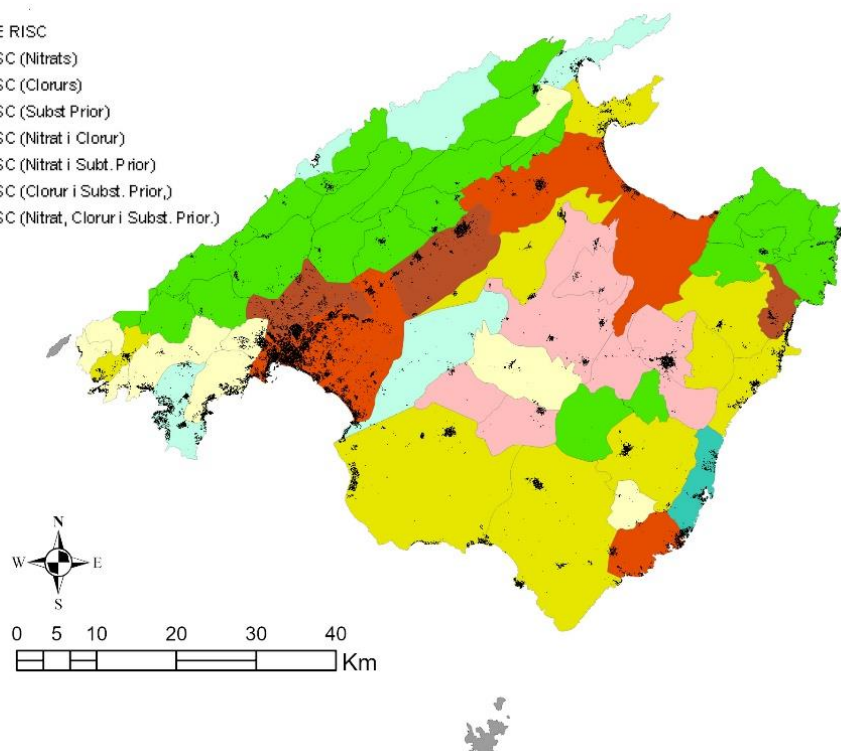 E RISC
SC (Nitrats)
SC (Clorurs)
SC (Subst Prior)
SC (Nitrat i Clorur)
SC (Nitrat i Subt. Prior)
SC (Clorur i Subst. Prior,)
SC (Nitrat, Clorur i Subst. Prior.)
N
W E
S
0 5 10 20 30 40
Km